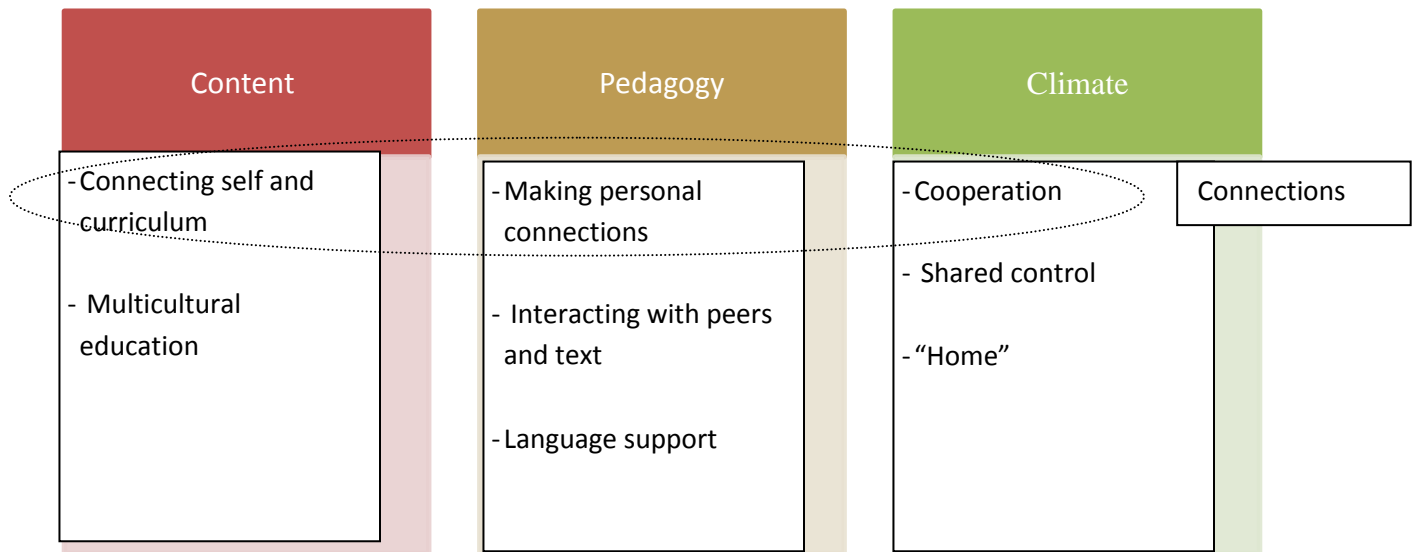 Content
-Connecting self and
curriculum
- Multicultural
education
Pedagogy
-Making personal
connections
- Interacting with peers
and text
-Language support
Climate
-Cooperation
- Shared control
-“Home”
Connections